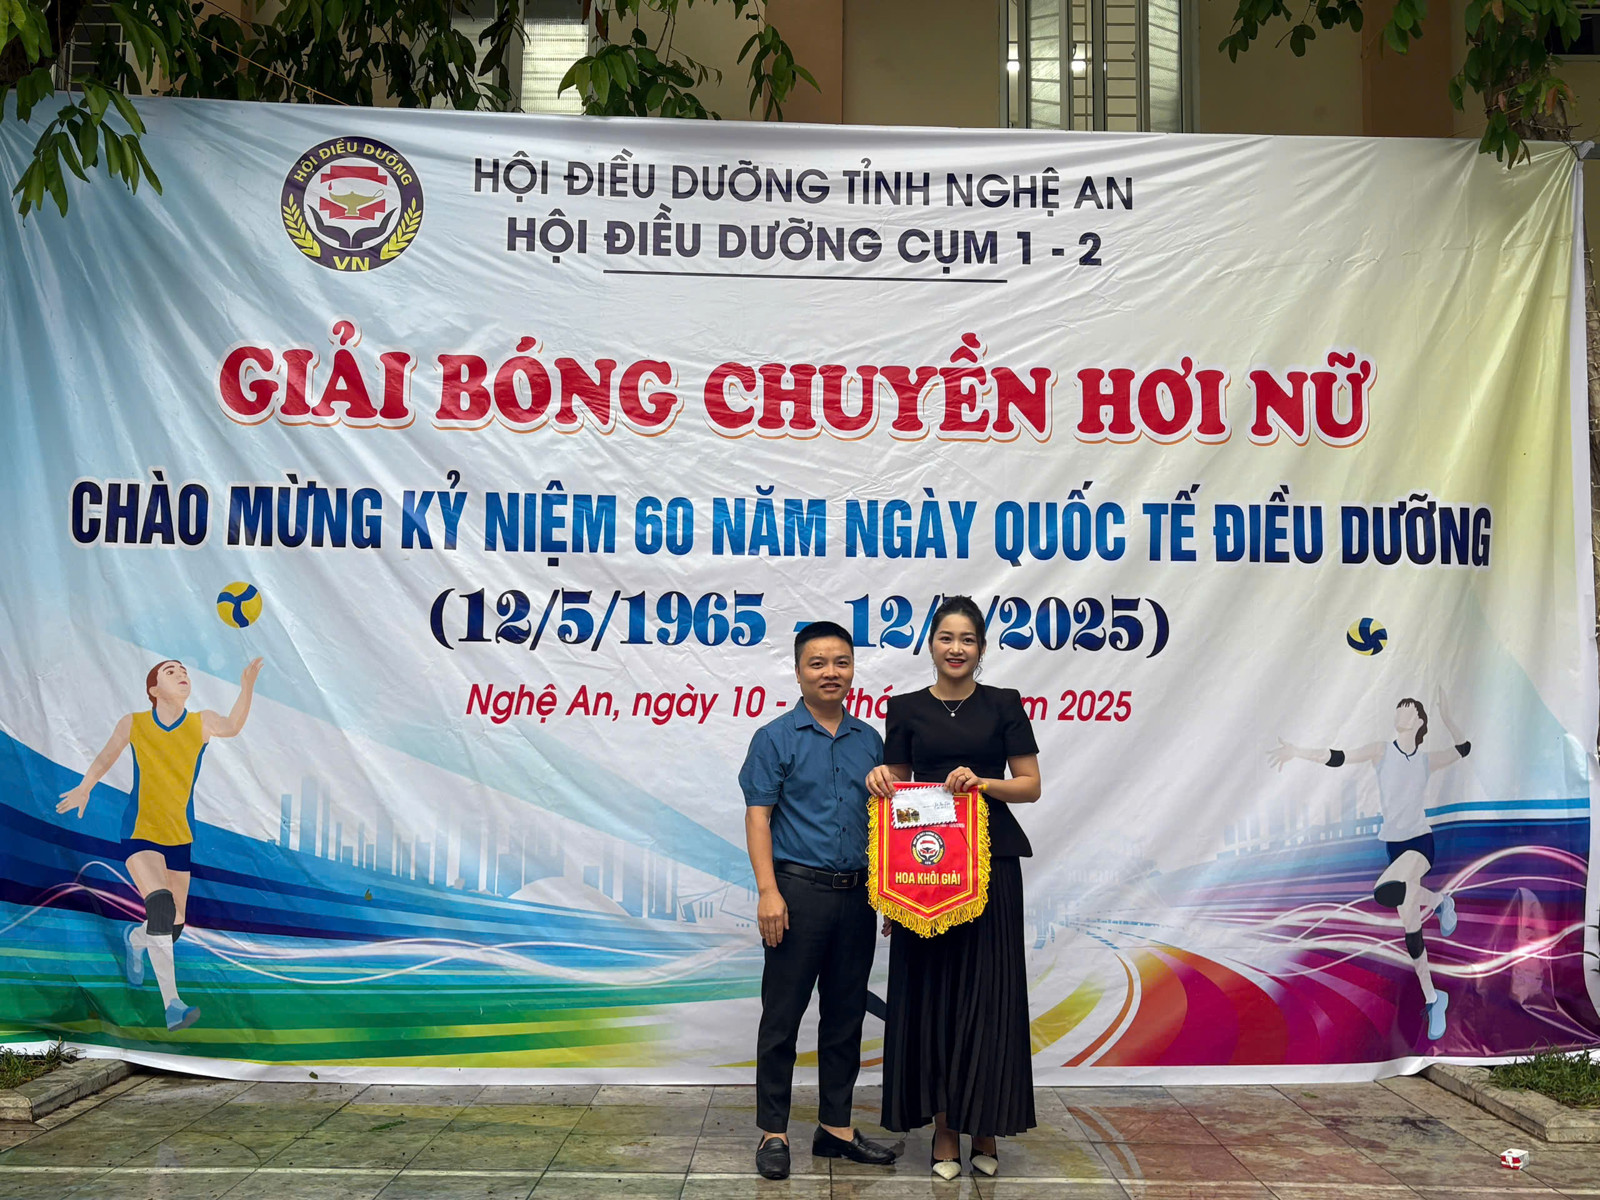 HỘI ĐIỀU DƯỠNG
VN
HỘI ĐIỀU DƯỠNG TỈNH NGHỆ AN
HỘI ĐIỀU DƯỠNG CỤM 1 - 2
GIẢI BÓNG CHUYỀN HƠI NỮ
CHÀO MỪNG KỶ NIỆM 60 NĂM NGÀY QUỐC TẾ ĐIỀU DƯỠNG
(12/5/1965 - 12/ /2025)
Nghệ An, ngày 10 - thá m 2025
HOA KHÔI GIẢI